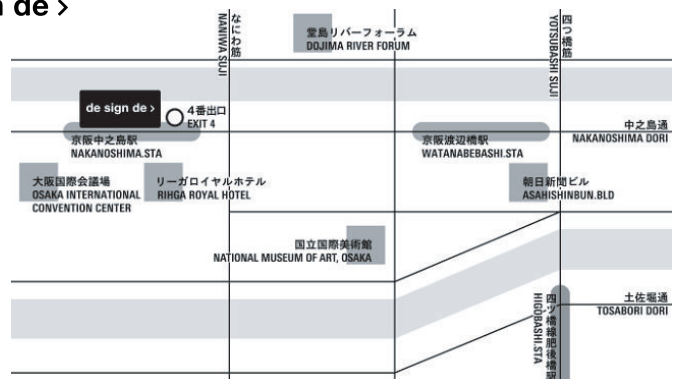 n de >
なにわ筋
NANIWA SUJI
堂島リバーフォーラム
DOJIMA RIVER FORUM
四つ橋筋
YOTSUBASHI SUJI
de sign de >
4番出口
EXIT 4
京阪中之島駅
NAKANOSHIMA.STA
京阪渡辺橋駅
WATANABEBASHI.STA
中之島通
NAKANOSHIMA DORI
大阪国際会議場
OSAKA INTERNATIONAL
CONVENTION CENTER
リーガロイヤルホテル
RIHGA ROYAL HOTEL
朝日新聞ビル
ASAHISHINBUN.BLD
国立国際美術館
NATIONAL MUSEUM OF ART, OSAKA
四ツ橋線肥後橋駅
HIGOBASHI.STA
土佐堀通
TOSABORI DORI